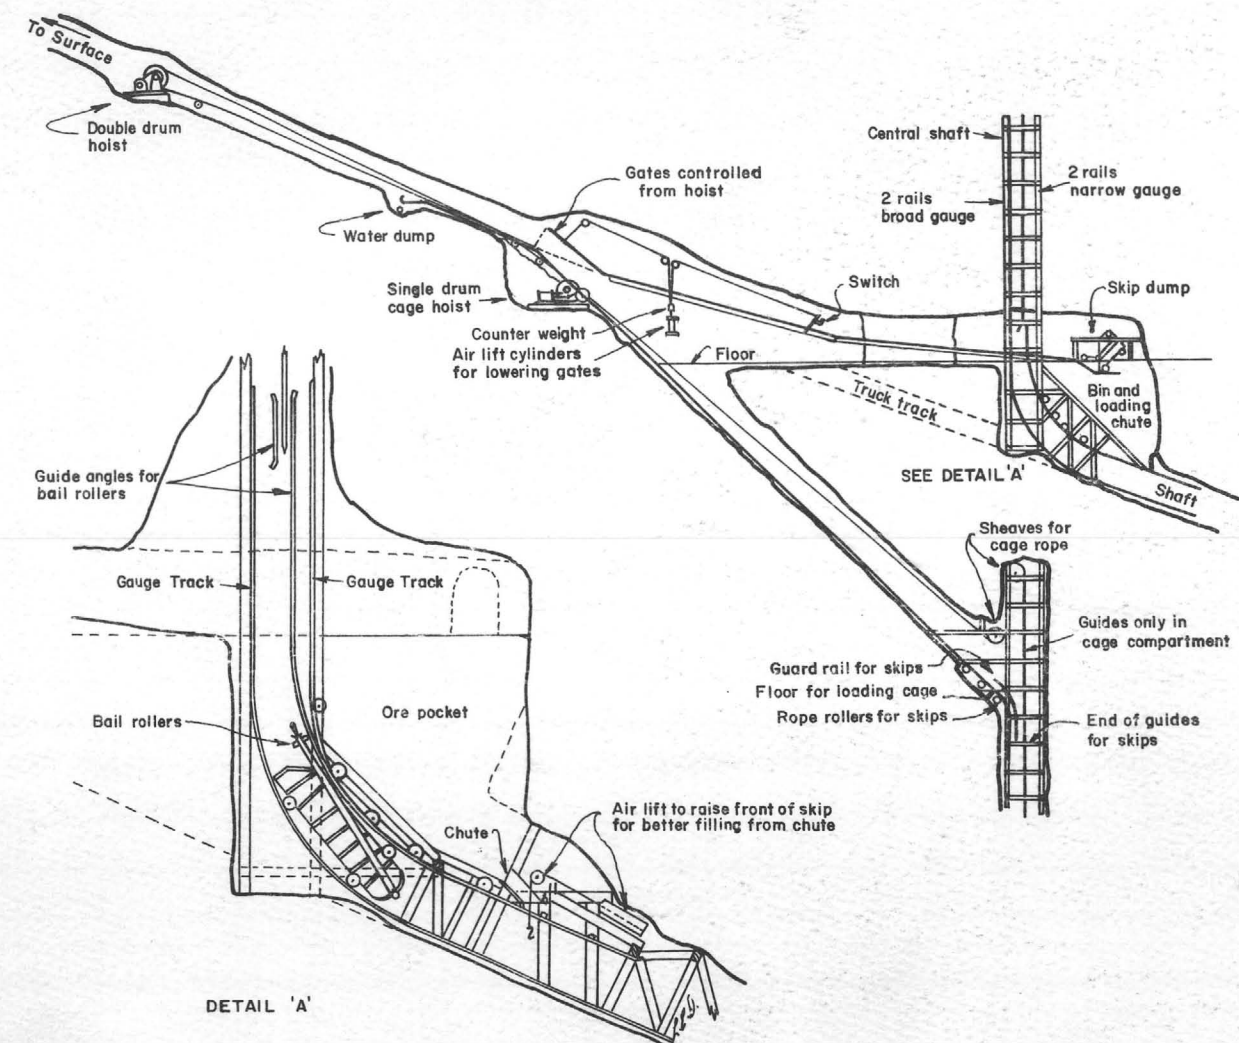 To Surface
Double drum
hoist
Water dump
Gates controlled
from hoist
Single drum
cage hoist
Counter weight
Air lift cylinders
for lowering gates
Switch
Floor
Truck track
Central shaft
2 rails
broad gauge
2 rails
narrow gauge
Skip dump
Bin and
loading
chute
SEE DETAIL 'A'
Shaft
Sheaves for
cage rope
Guides only in
cage compartment
Guard rail for skips
Floor for loading cage
Rope rollers for skips
End of guides
for skips
Guide angles for
bail rollers
Gauge Track
Gauge Track
Bail rollers
Ore pocket
Chute
Air lift to raise front of skip
for better filling from chute
DETAIL 'A'